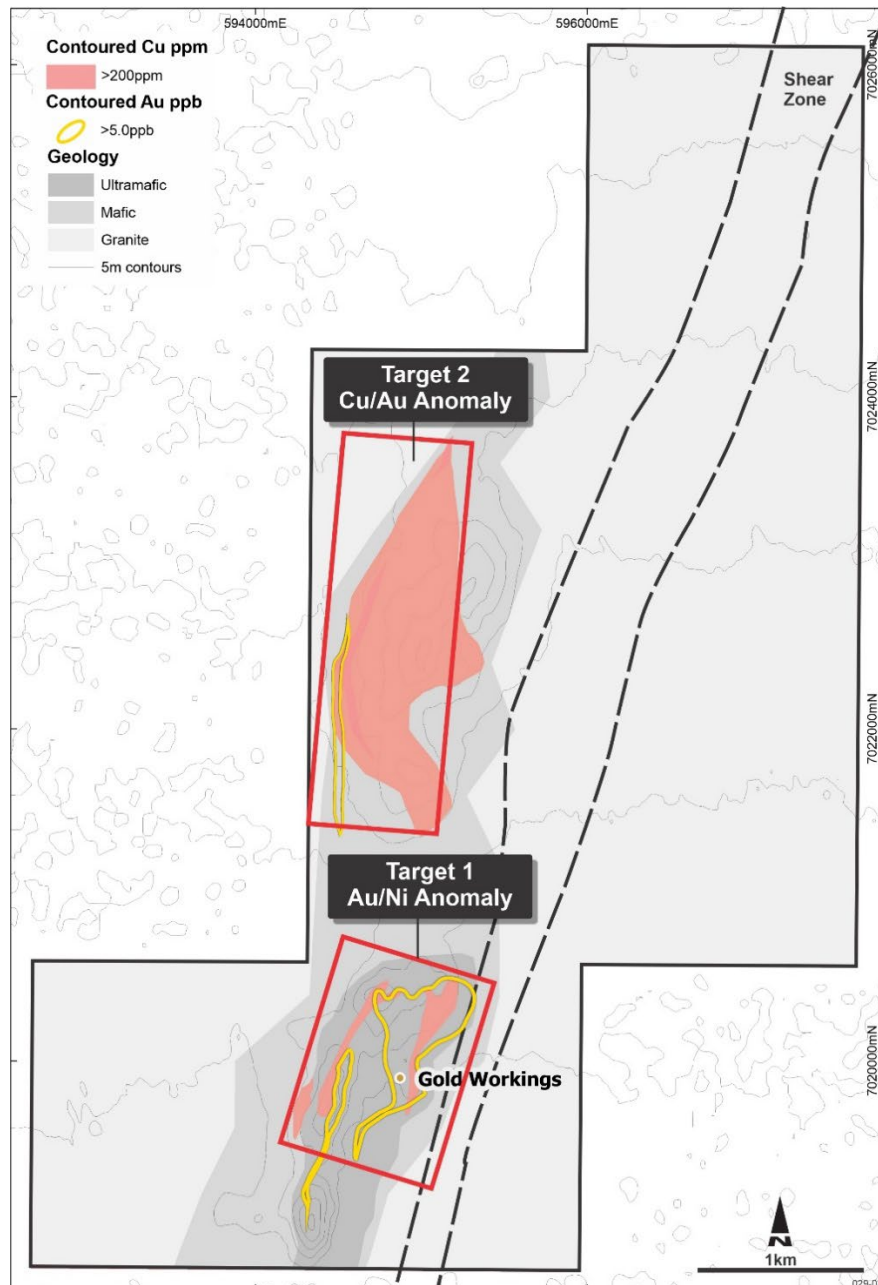 594000mE
596000mE
Contoured Cu ppm
>200ppm
Contoured Au ppb
>5.0ppb
Geology
Ultramafic
Mafic
Granite
5m contours
Shear
Zone
7026000mN
Target 2
Cu/Au Anomaly
7024000mN
7022000mN
Target 1
Au/Ni Anomaly
7020000mN
Gold Workings
N
1km